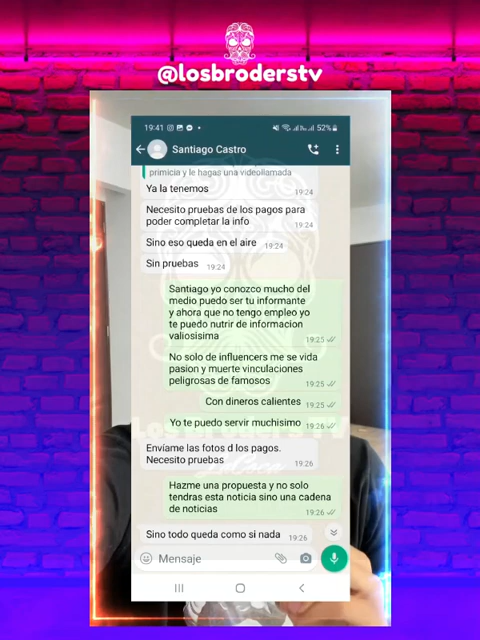 @losbroderstv
19:41
52%
Santiago Castro
primicia y le hagas una videollamada
Ya la tenemos
19:24
Necesito pruebas de los pagos para
poder completar la info
19:24
Sino eso queda en el aire 19:24
Sin pruebas 19:24
Santiago yo conozco mucho del
medio puedo ser tu informante
y ahora que no tengo empleo yo
te puedo nutrir de informacion
valiosisima
19:25
No solo de influencers me se vida
pasion y muerte vinculaciones
peligrosas de famosos
19:25
Con dineros calientes 19:25
Yo te puedo servir muchisimo 19:26
Los BrodersTV
Envíame las fotos d los pagos.
Necesito pruebas 19:26
Hazme una propuesta y no solo
tendras esta noticia sino una cadena
de noticias
19:26
Sino todo queda como si nada 19:26
Mensaje